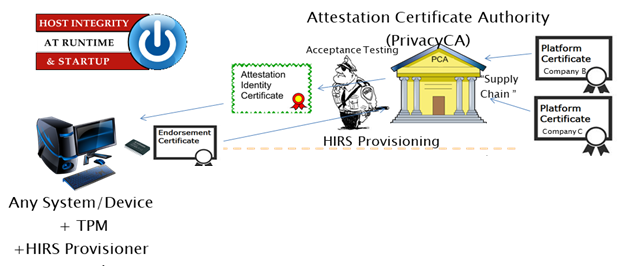 HOST INTEGRITY
AT RUNTIME
& STARTUP
Attestation Certificate Authority
(PrivacyCA)
Acceptance Testing
PCA
Platform
Certificate
Company B
"Supply
Chain "
Platform
Certificate
Company C
Attestation
Identity
Certificate
Endorsement
Certificate
HIRS Provisioning
Any System/Device
+ TPM
+HIRS Provisioner